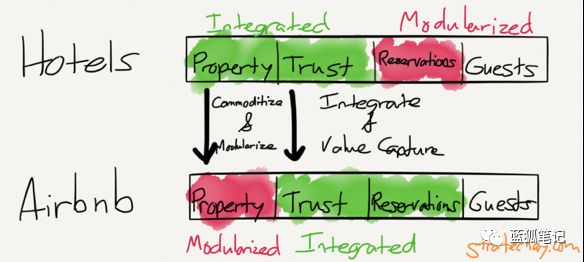 Integrated Modularized
Hotels
Property Trust Reservations Guests
Commoditize & Modularize
Integrate & Value Capture
Airbnb
Property Trust Reservations Guests
Modularized Integrated
stratechery.com
蓝狐笔记